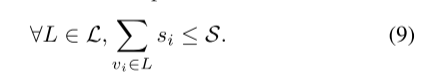 ∀L ∈ 𝓛, ∑_{v_i ∈ L} s_i ≤ 𝒮. (9)